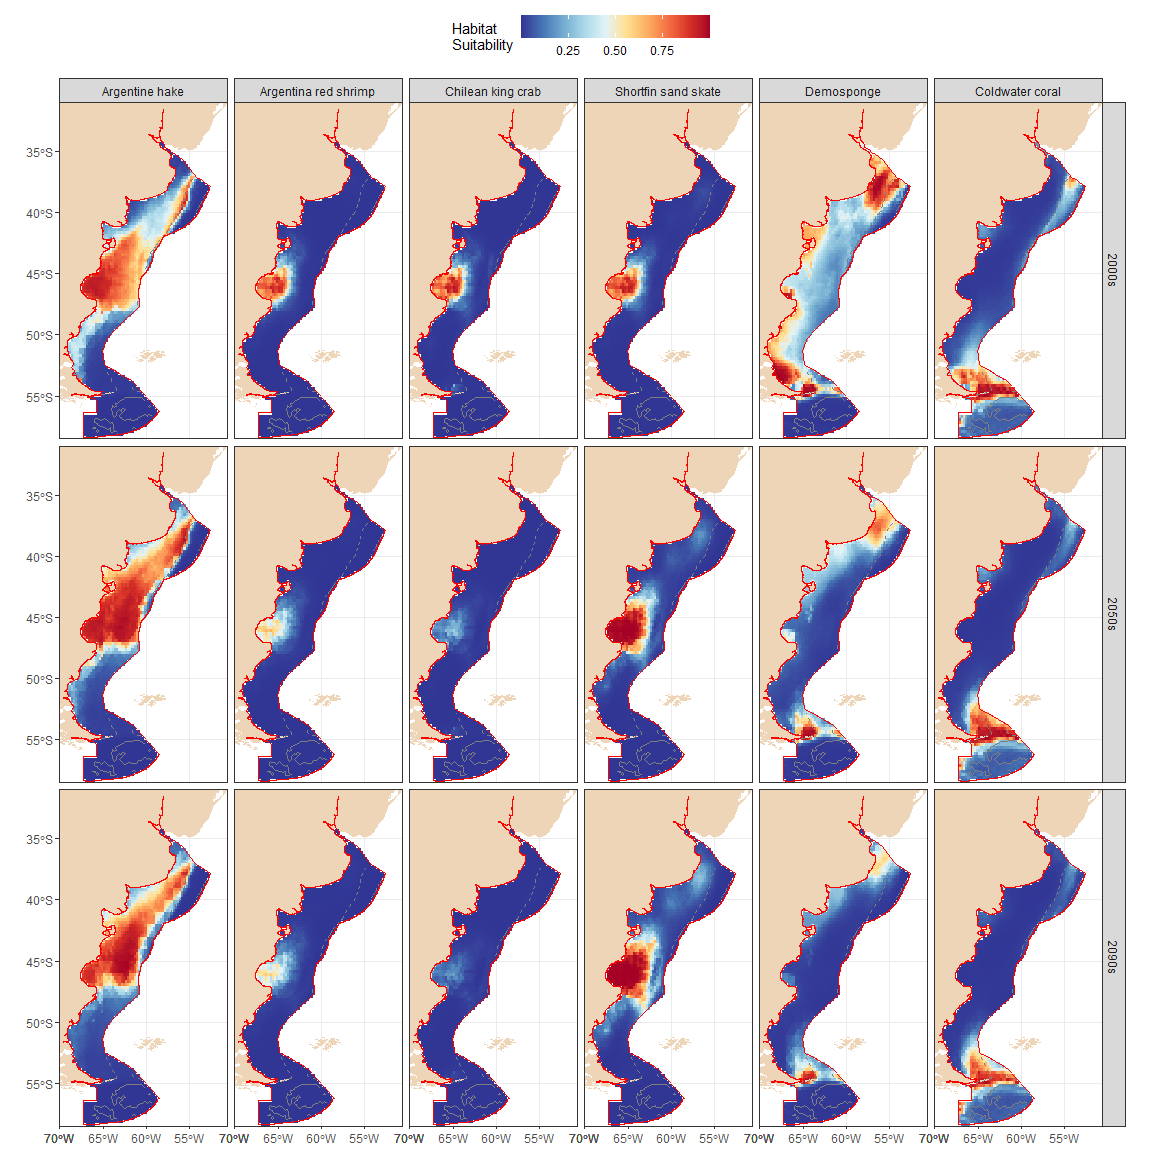 Habitat
Suitability
0.25 0.50 0.75
Argentine hake Argentina red shrimp Chilean king crab Shortfin sand skate Demosponge Coldwater coral
35°S
40°S
45°S
50°S
55°S
2000s
35°S
40°S
45°S
50°S
55°S
2050s
35°S
40°S
45°S
50°S
55°S
2090s
70°W 65°W 60°W 55°W 70°W 65°W 60°W 55°W 70°W 65°W 60°W 55°W 70°W 65°W 60°W 55°W 70°W 65°W 60°W 55°W 70°W 65°W 60°W 55°W